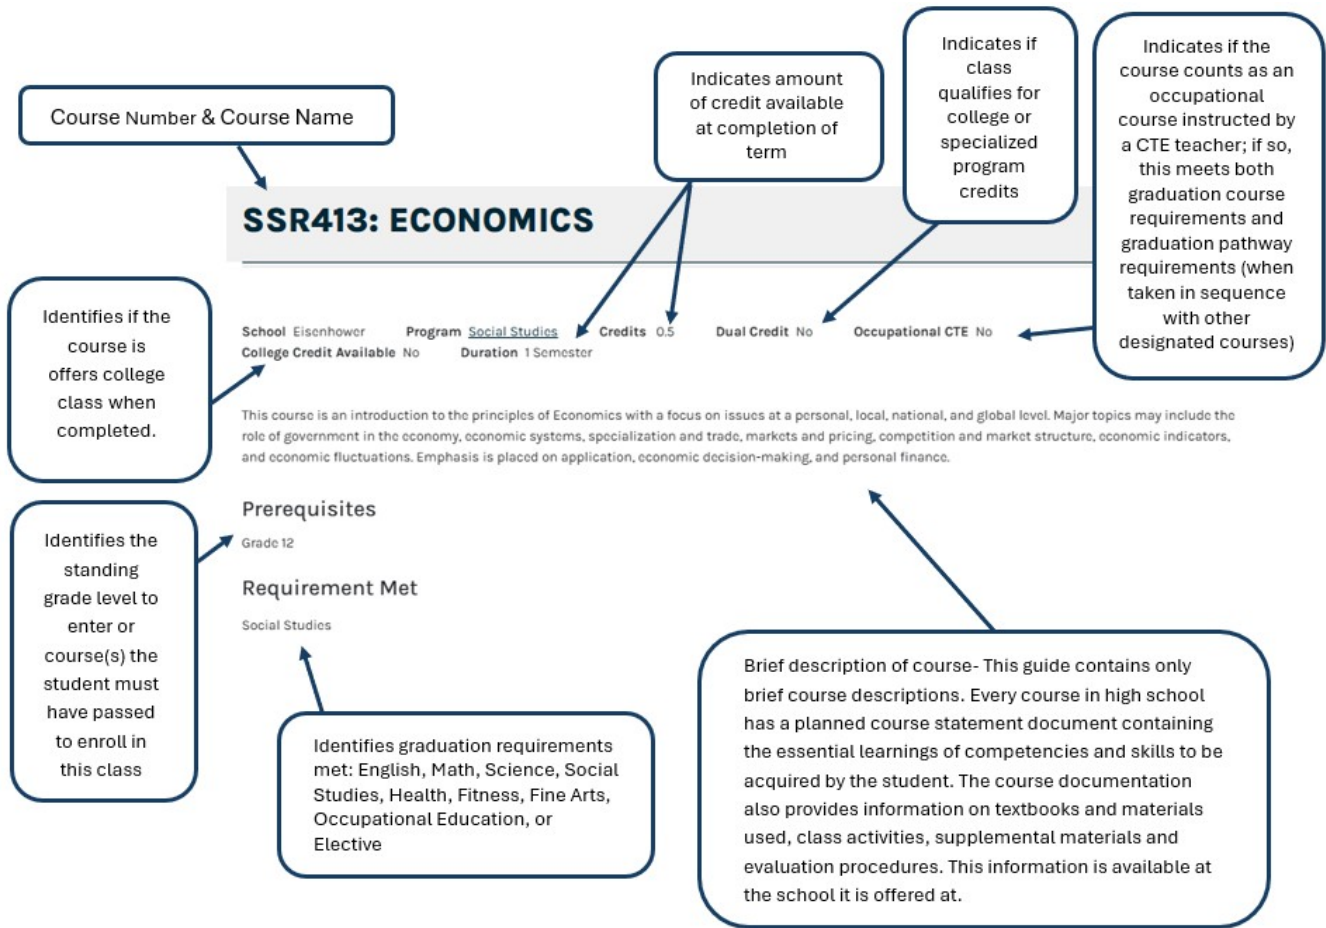 Course Number & Course Name
Indicates amount
of credit available
at completion of
term
Indicates if
class
qualifies for
college or
specialized
program
credits
Indicates if the
course counts as an
occupational
course instructed by
a CTE teacher; if so,
this meets both
graduation course
requirements and
graduation pathway
requirements (when
taken in sequence
with other
designated courses)
SSR413: ECONOMICS
Identifies if the
course is
offers college
class when
completed.
School Eisenhower Program Social Studies Credits 0.5 Dual Credit No Occupational CTE No
College Credit Available No Duration 1 Semester
This course is an introduction to the principles of Economics with a focus on issues at a personal, local, national, and global level. Major topics may include the
role of government in the economy, economic systems, specialization and trade, markets and pricing, competition and market structure, economic indicators,
and economic fluctuations. Emphasis is placed on application, economic decision-making, and personal finance.
Prerequisites
Grade 12
Identifies the
standing
grade level to
enter or
course(s) the
student must
have passed
to enroll in
this class
Requirement Met
Social Studies
Identifies graduation requirements
met: English, Math, Science, Social
Studies, Health, Fitness, Fine Arts,
Occupational Education, or
Elective
Brief description of course- This guide contains only
brief course descriptions. Every course in high school
has a planned course statement document containing
the essential learnings of competencies and skills to be
acquired by the student. The course documentation
also provides information on textbooks and materials
used, class activities, supplemental materials and
evaluation procedures. This information is available at
the school it is offered at.